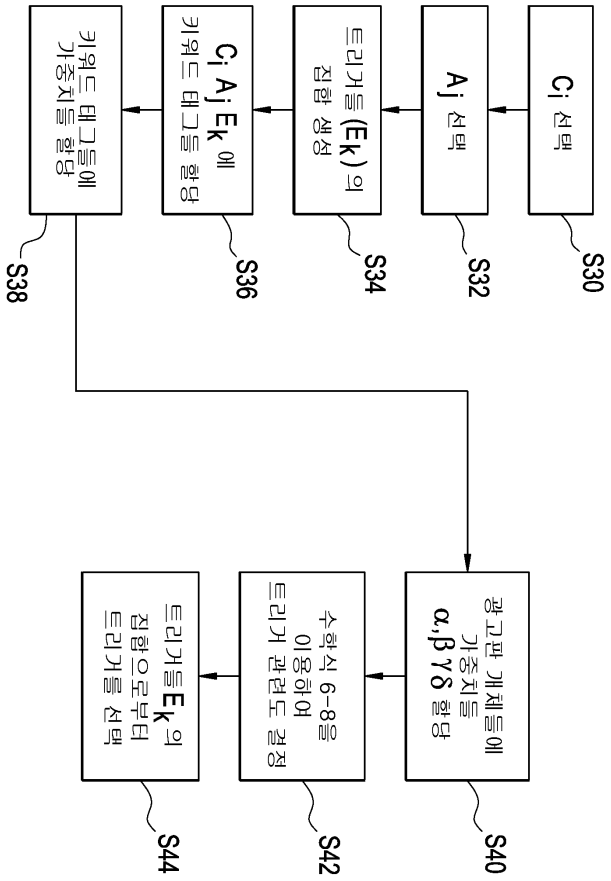 Ci 선택
S30
Aj 선택
S32
트리거들 (Ek) 의
집합 생성
S34
Ci Aj Ek 에
키워드 태그들 할당
S36
키워드 태그들에
가중치들 할당
S38
광고판 개체들에
가중치들
α,β γ δ 할당
S40
수학식 6-8을
이용하여
트리거 관련도 결정
S42
트리거들Ek 의
집합으로부터
트리거를 선택
S44